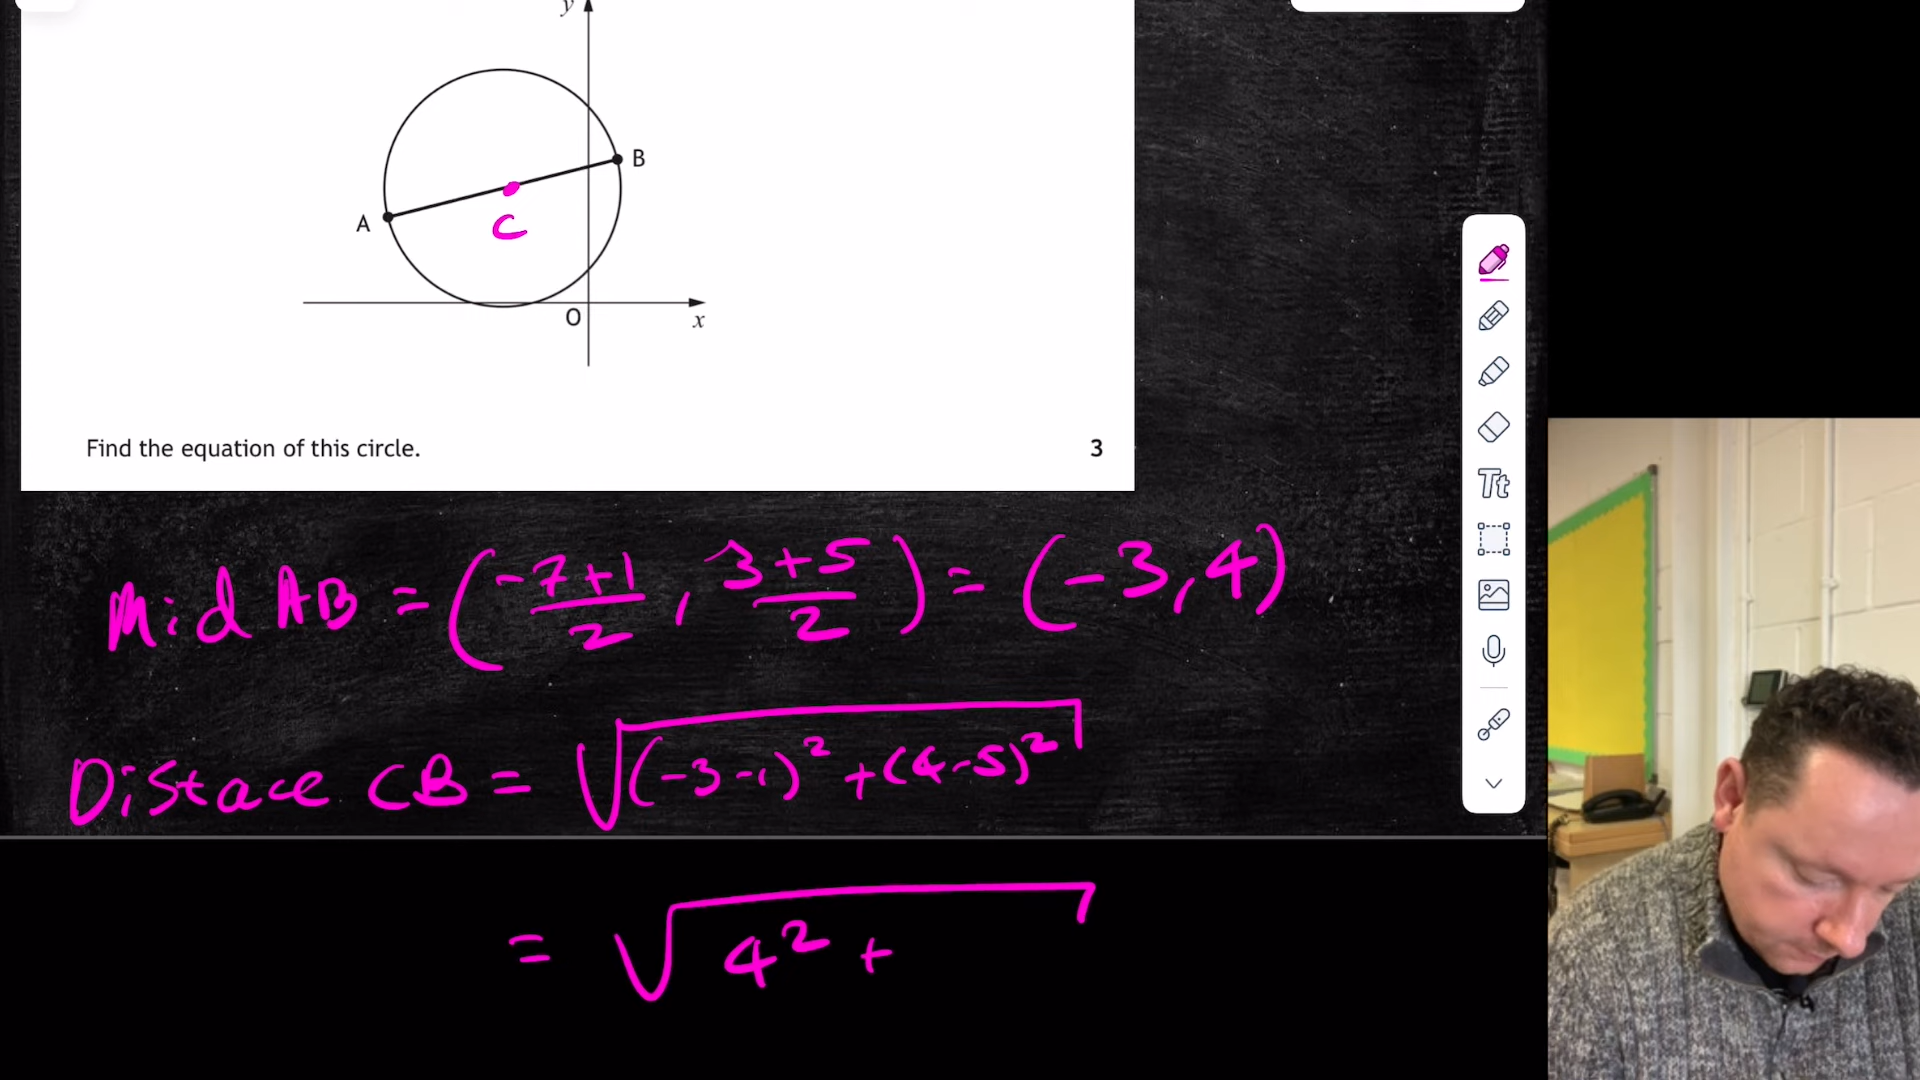 y
B
A
C
O
x
Find the equation of this circle. 3
Mid AB = (-7+1/2, 3+5/2) = (-3,4)
Distace CB = √(-3-1)² + (4-5)²
= √4² +
Tt